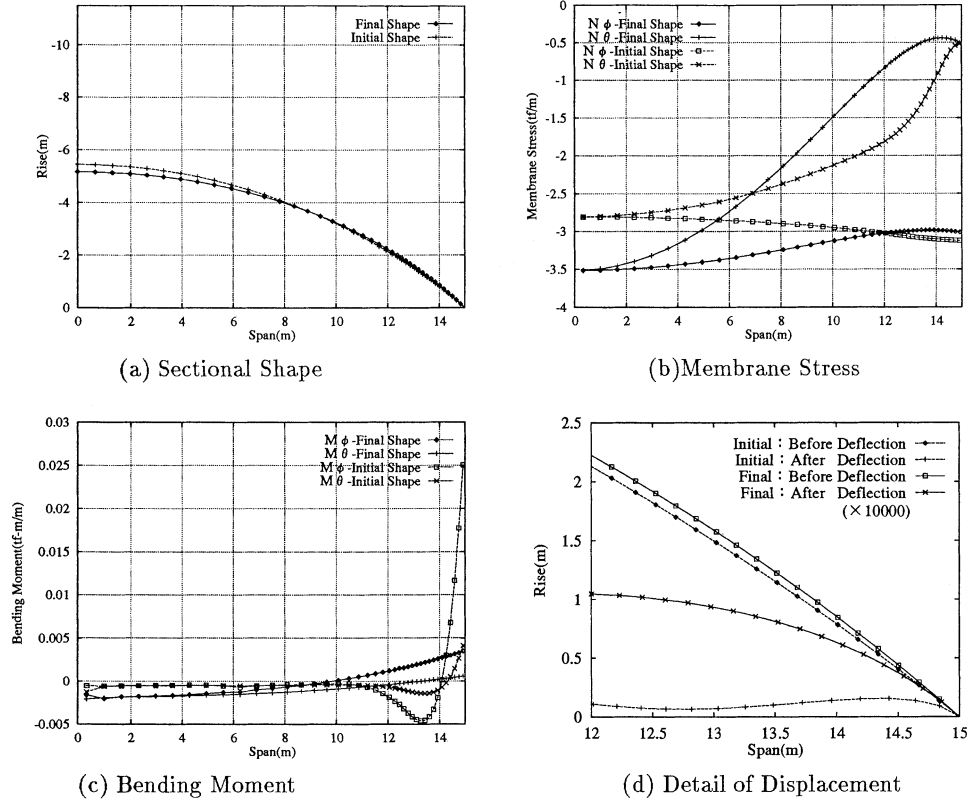 Final Shape
Initial Shape
Rise(m)
-10
-8
-6
-4
-2
0
0 2 4 6 8 10 12 14
Span(m)
(a) Sectional Shape
N φ -Final Shape
N θ -Final Shape
N φ -Initial Shape
N θ -Initial Shape
Membrane Stress(tf/m)
0
-0.5
-1
-1.5
-2
-2.5
-3
-3.5
-4
0 2 4 6 8 10 12 14
Span(m)
(b)Membrane Stress
M φ -Final Shape
M θ -Final Shape
M φ -Initial Shape
M θ -Initial Shape
Bending Moment(tf-m/m)
0.03
0.025
0.02
0.015
0.01
0.005
0
-0.005
0 2 4 6 8 10 12 14
Span(m)
(c) Bending Moment
Initial : Before Deflection
Initial : After Deflection
Final : Before Deflection
Final : After Deflection
(×10000)
Rise(m)
2.5
2
1.5
1
0.5
0
12 12.5 13 13.5 14 14.5 15
Span(m)
(d) Detail of Displacement